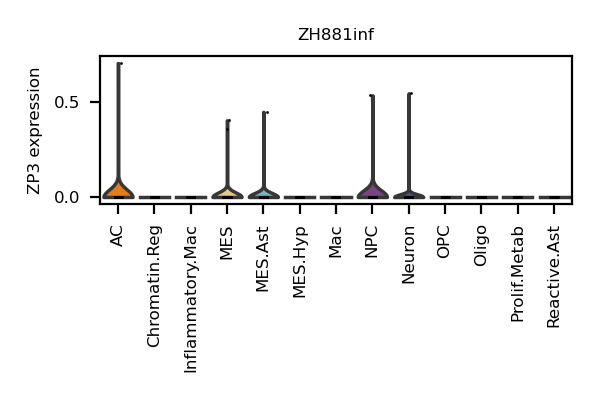 ZH881inf
ZP3 expression
0.5
0.0
AC
Chromatin.Reg
Inflammatory.Mac
MES
MES.Ast
MES.Hyp
Mac
NPC
Neuron
OPC
Oligo
Prolif.Metab
Reactive.Ast